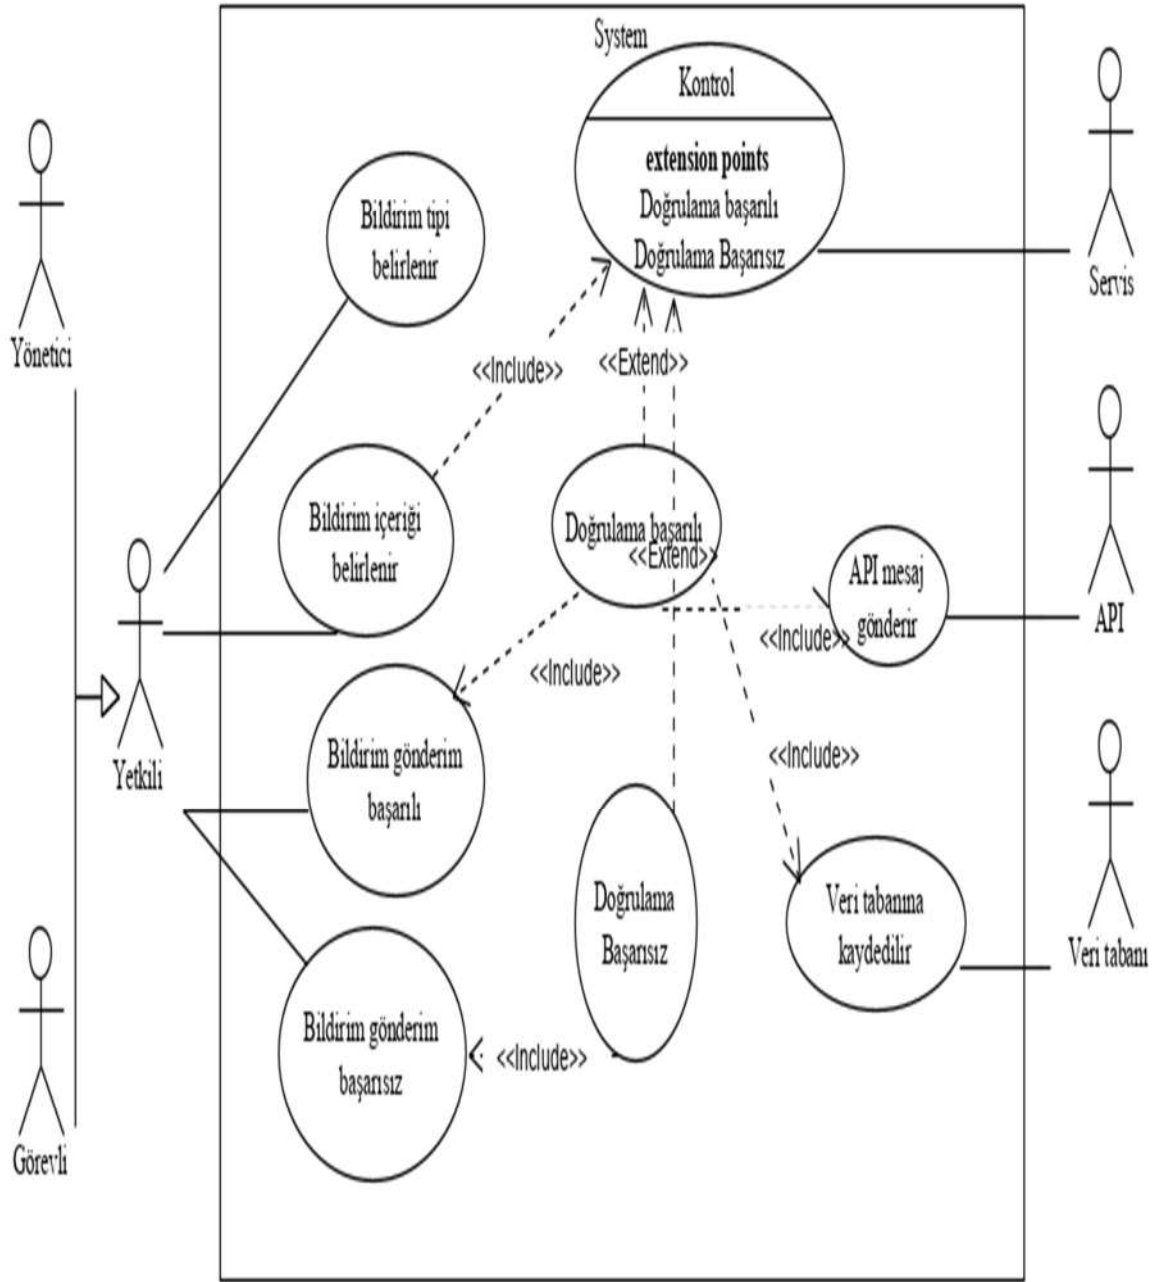 System
Kontrol
extension points
Doğrulama başarılı
Doğrulama Başarısız
Bildirim tipi
belirlenir
Servis
Yönetici
<<Include>>
<<Extend>>
Bildirim içeriği
belirlenir
Doğrulama başarılı
<<Extend>>
API mesaj
gönderir
<<Include>>
API
<<Include>>
Yetkili
Bildirim gönderim
başarılı
<<Include>>
Doğrulama
Başarısız
Veri tabanına
kaydedilir
Veri tabanı
Bildirim gönderim
başarısız
<<Include>>
Görevli